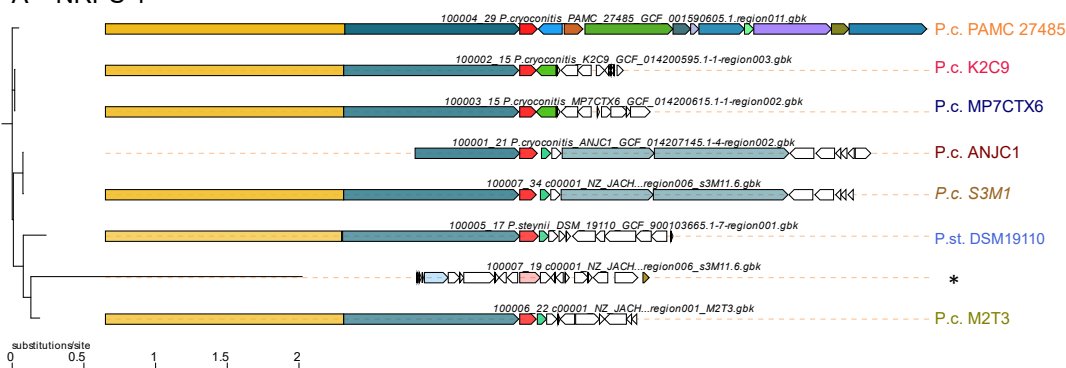 100004_29 P.cryoconitis_PAMC_27485_GCF_001590605.1.region011.gbk P.c. PAMC 27485
100002_15 P.cryoconitis_K2C9_GCF_014200595.1-1-region003.gbk P.c. K2C9
100003_15 P.cryoconitis_MP7CTX6_GCF_014200615.1-1-region002.gbk P.c. MP7CTX6
100001_21 P.cryoconitis_ANJC1_GCF_014207145.1-4-region002.gbk P.c. ANJC1
100007_34 c00001_NZ_JACH...region006_s3M11.6.gbk P.c. S3M1
100005_17 P.steynii_DSM_19110_GCF_900103665.1-7-region001.gbk P.st. DSM19110
100007_19 c00001_NZ_JACH...region006_s3M11.6.gbk *
100006_22 c00001_NZ_JACH...region001_M2T3.gbk P.c. M2T3
substitutions/site
0 0.5 1 1.5 2